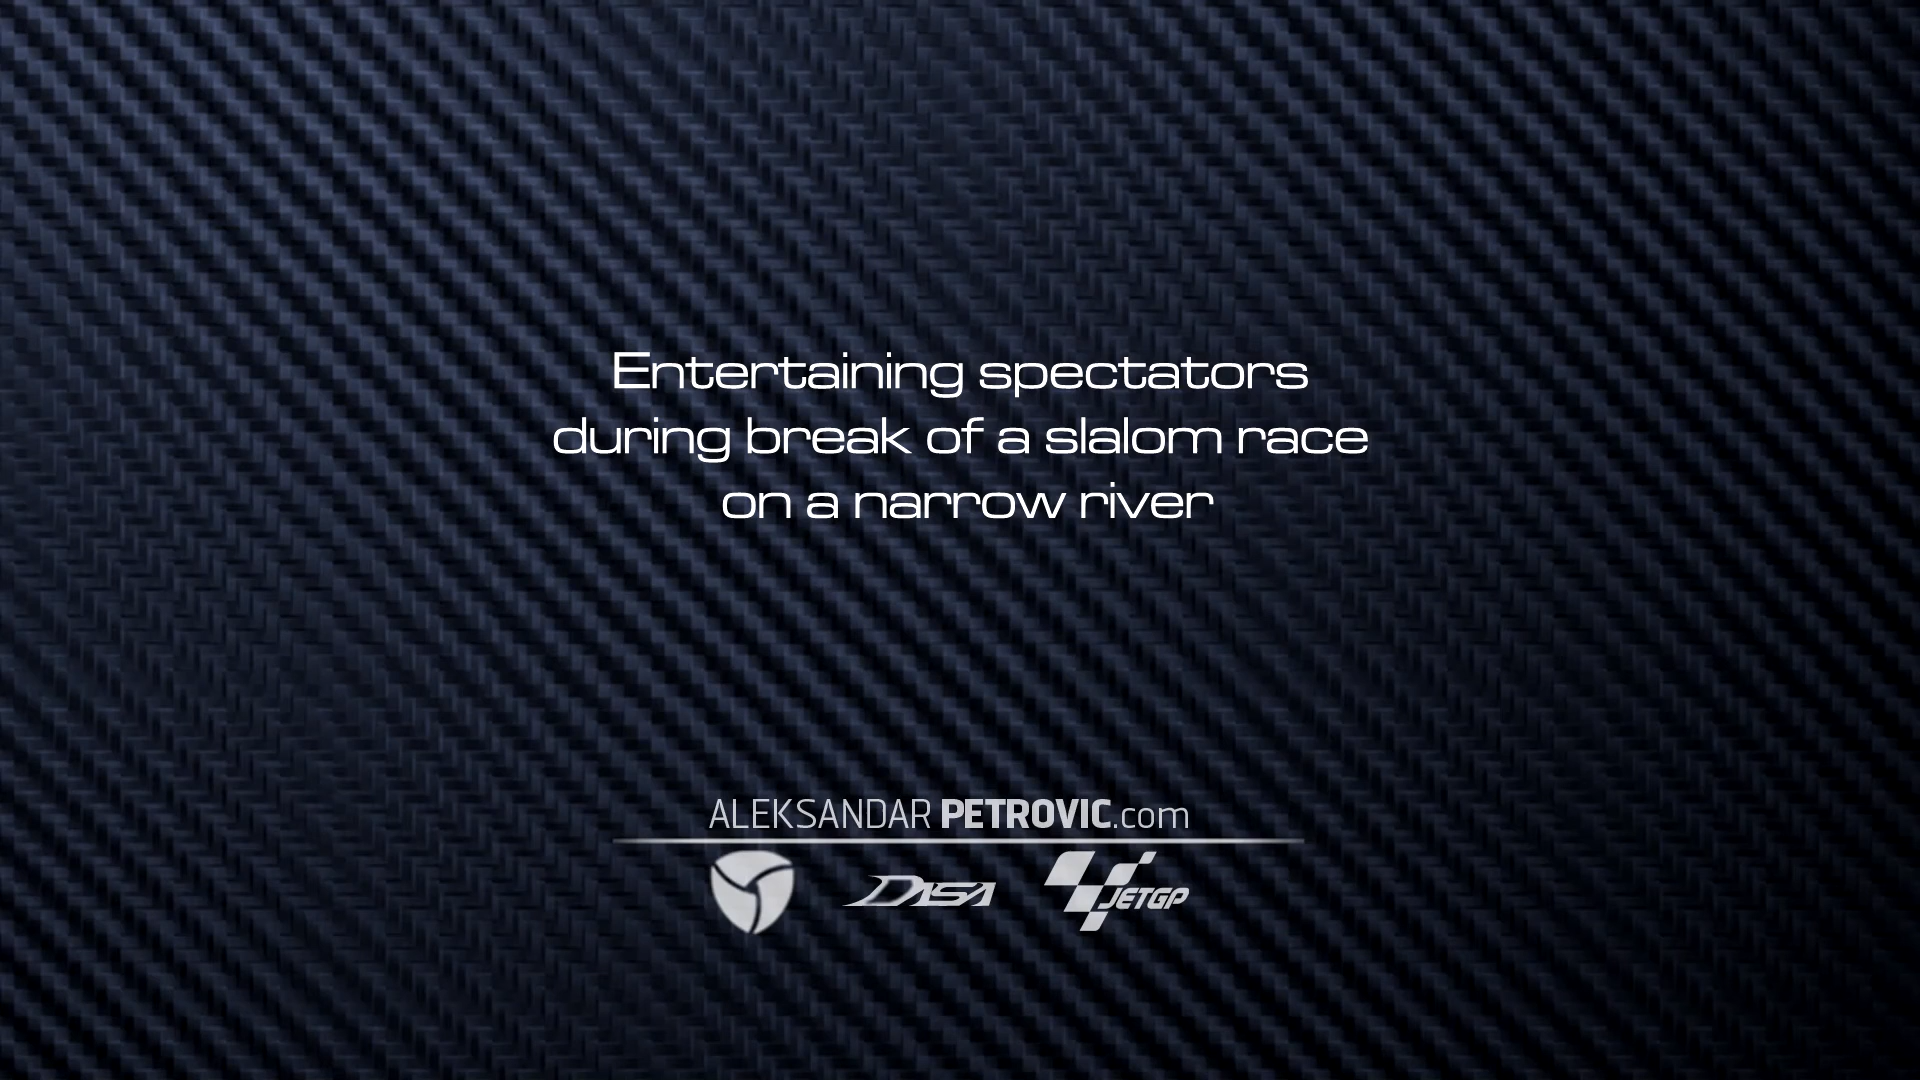 Entertaining spectators
during break of a slalom race
on a narrow river
ALEKSANDAR PETROVIC.com
DASA
JETGP